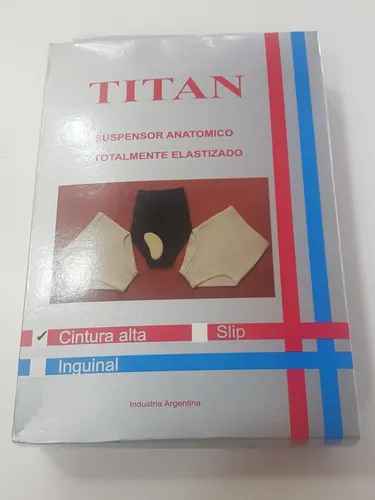 TITAN
SUSPENSOR ANATOMICO
TOTALMENTE ELASTIZADO
✓ Cintura alta Slip
Inguinal
Industria Argentina